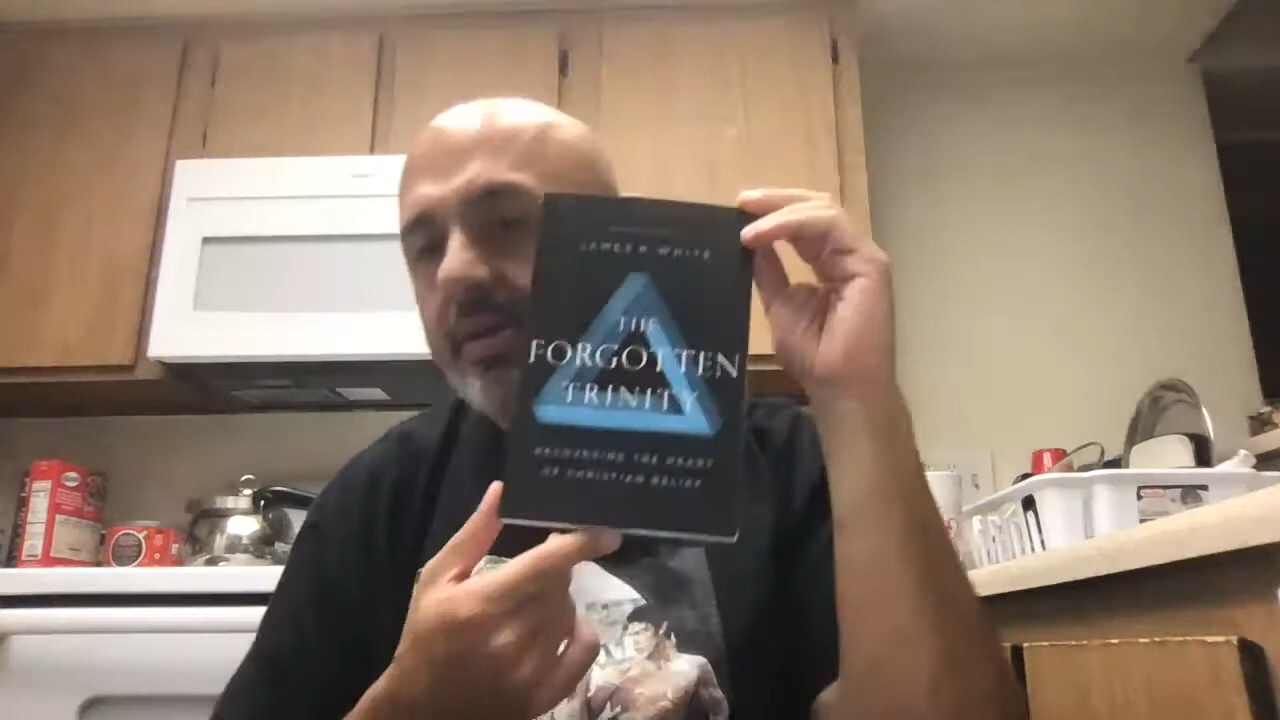 JAMES R. WHITE
THE
FORGOTTEN
TRINITY
RECOVERING THE HEART
OF CHRISTIAN BELIEF